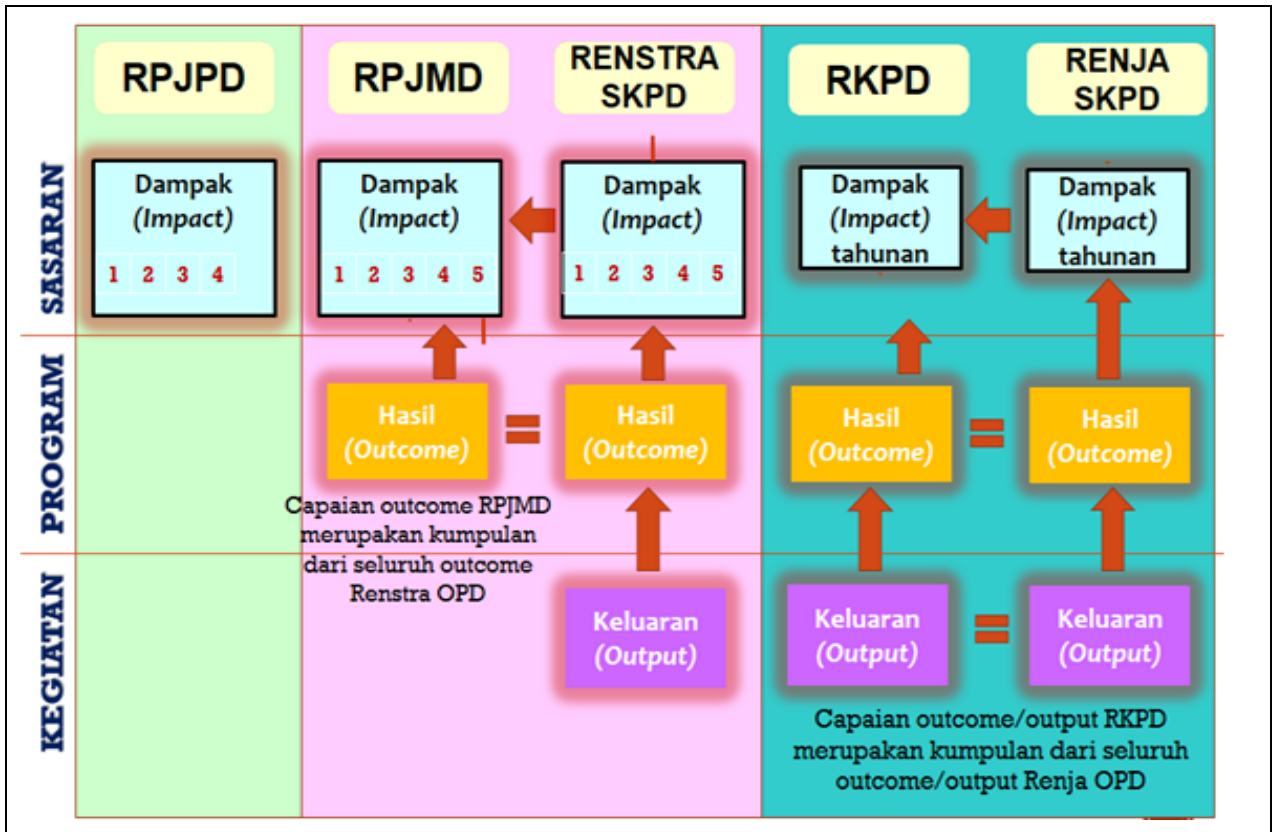 RPJPD
RPJMD
RENSTRA
SKPD
RKPD
RENJA
SKPD
SASARAN
Dampak
(Impact)
1 2 3 4
Dampak
(Impact)
1 2 3 4 5
Dampak
(Impact)
1 2 3 4 5
Dampak
(Impact)
tahunan
Dampak
(Impact)
tahunan
PROGRAM
Hasil
(Outcome)
=
Hasil
(Outcome)
Hasil
(Outcome)
=
Hasil
(Outcome)
Capaian outcome RPJMD
merupakan kumpulan
dari seluruh outcome
Renstra OPD
KEGIATAN
Keluaran
(Output)
Keluaran
(Output)
=
Keluaran
(Output)
Capaian outcome/output RKPD
merupakan kumpulan dari seluruh
outcome/output Renja OPD